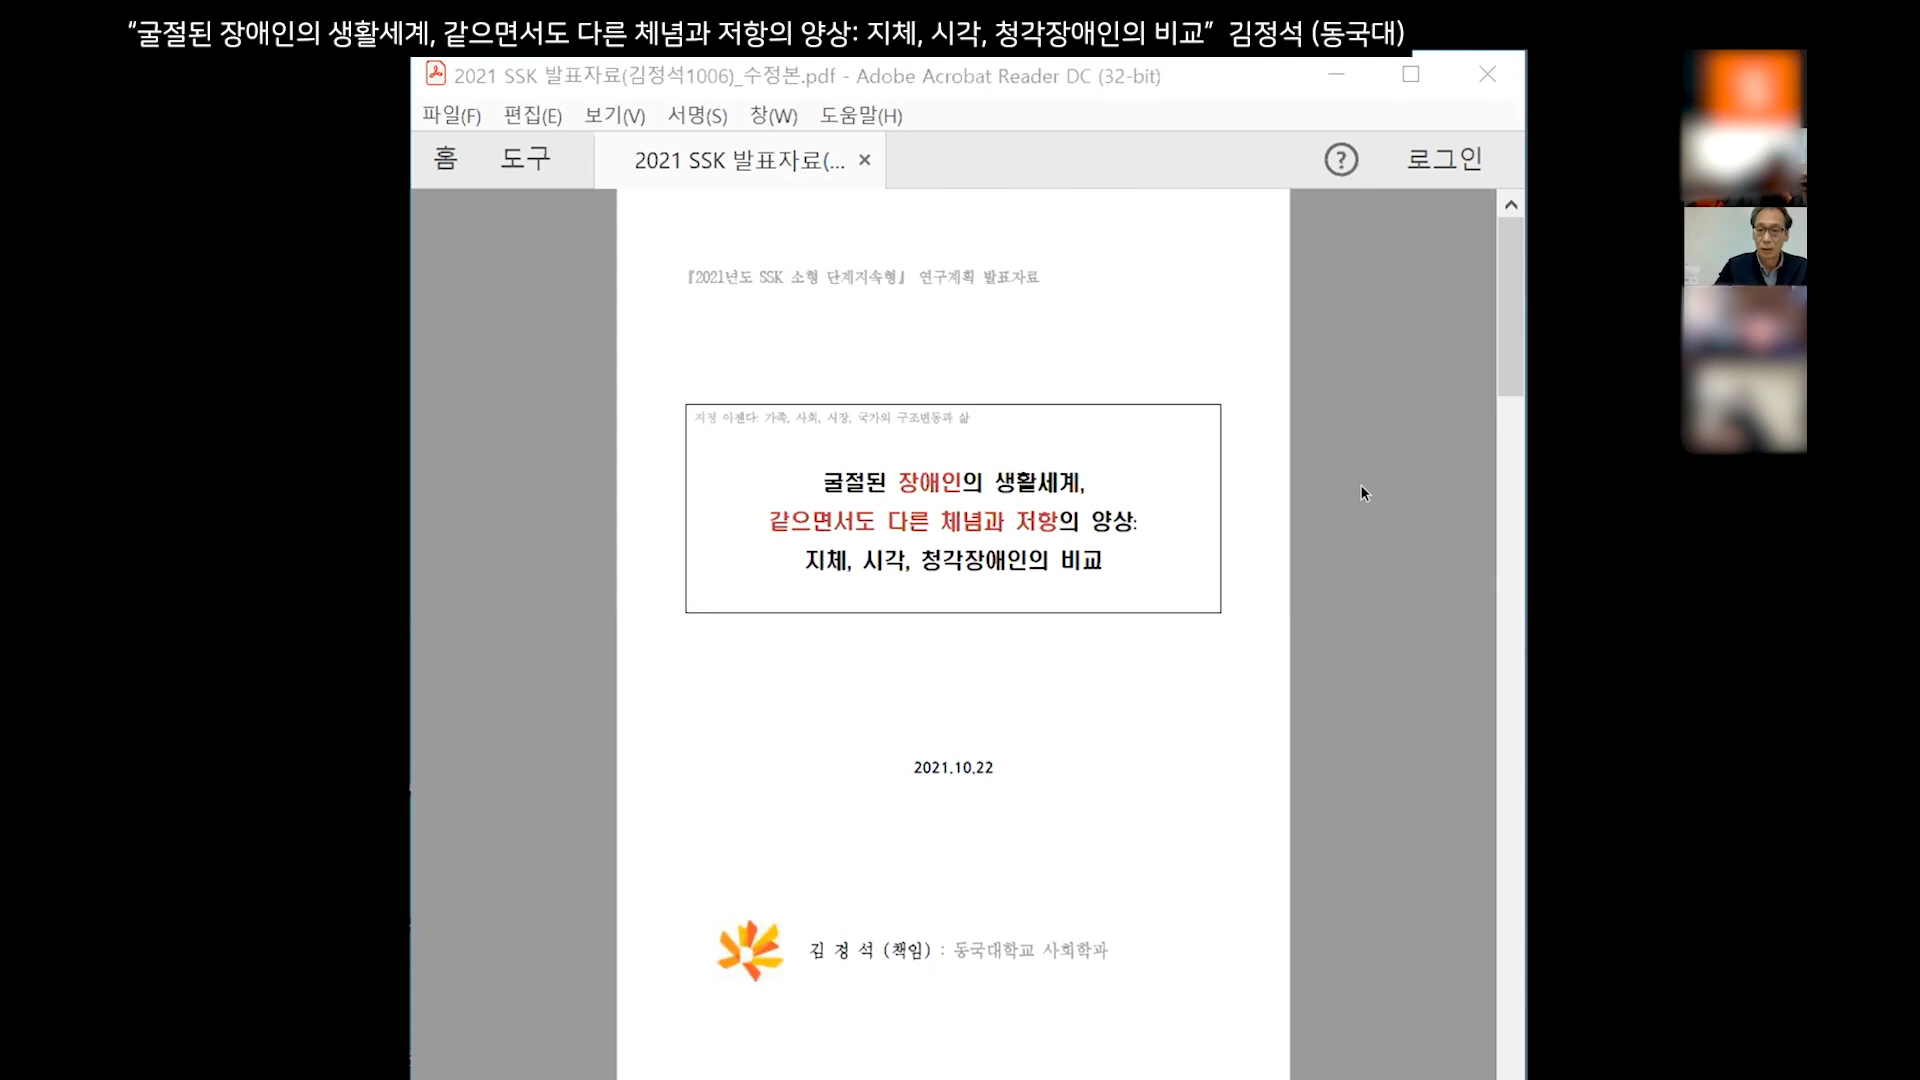 “굴절된 장애인의 생활세계, 같으면서도 다른 체념과 저항의 양상: 지체, 시각, 청각장애인의 비교” 김정석 (동국대)
2021 SSK 발표자료(김정석1006)_수정본.pdf - Adobe Acrobat Reader DC (32-bit)
파일(F) 편집(E) 보기(V) 서명(S) 창(W) 도움말(H)
홈 도구 2021 SSK 발표자료(... × ? 로그인
『2021년도 SSK 소형 단계지속형』 연구계획 발표자료
지정 아젠다: 가족, 사회, 시장, 국가의 구조변동과 삶
굴절된 장애인의 생활세계,
같으면서도 다른 체념과 저항의 양상:
지체, 시각, 청각장애인의 비교
2021.10.22
김 정 석 (책임) : 동국대학교 사회학과